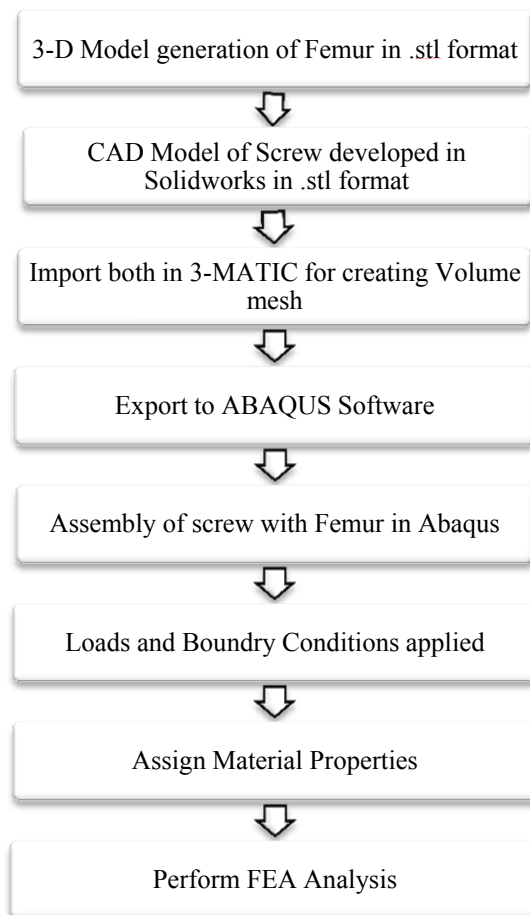 3-D Model generation of Femur in .stl format
CAD Model of Screw developed in
Solidworks in .stl format
Import both in 3-MATIC for creating Volume
mesh
Export to ABAQUS Software
Assembly of screw with Femur in Abaqus
Loads and Boundry Conditions applied
Assign Material Properties
Perform FEA Analysis